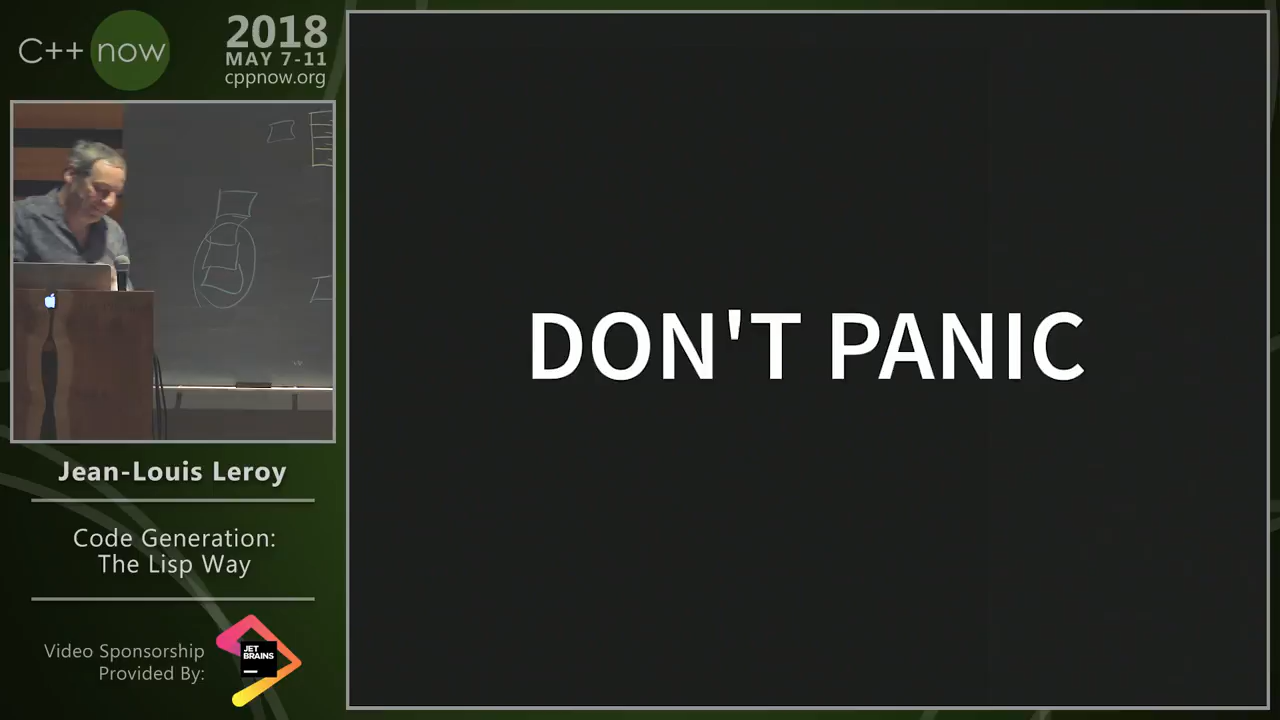 C++ now
2018
MAY 7-11
cppnow.org
Jean-Louis Leroy
Code Generation:
The Lisp Way
Video Sponsorship
Provided By:
JET
BRAINS
DON'T PANIC